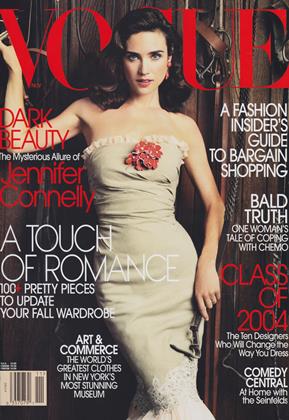 VOGUE
NOV
DARK
BEAUTY
The Mysterious Allure of
Jennifer
Connelly
A TOUCH
OF ROMANCE
100+ PRETTY PIECES
TO UPDATE
YOUR FALL WARDROBE
ART &
COMMERCE
THE WORLD'S
GREATEST CLOTHES
IN NEW YORK'S
MOST STUNNING
MUSEUM
A FASHION
INSIDER'S
GUIDE
TO BARGAIN
SHOPPING
BALD
TRUTH
ONE WOMAN'S
TALE OF COPING
WITH CHEMO
CLASS
OF
2004
The Ten Designers
Who Will Change the
Way You Dress
COMEDY
CENTRAL
At Home with
the Seinfelds